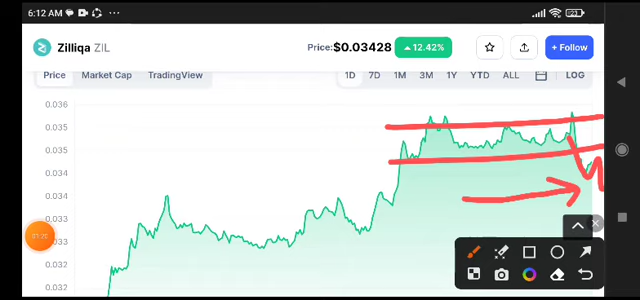 6:12 AM
23
Zilliqa ZIL
Price: $0.03428 12.42%
+ Follow
Price Market Cap TradingView
1D 7D 1M 3M 1Y YTD ALL LOG
0.036
0.035
0.035
0.034
0.034
0.033
0.033
0.032
0.032